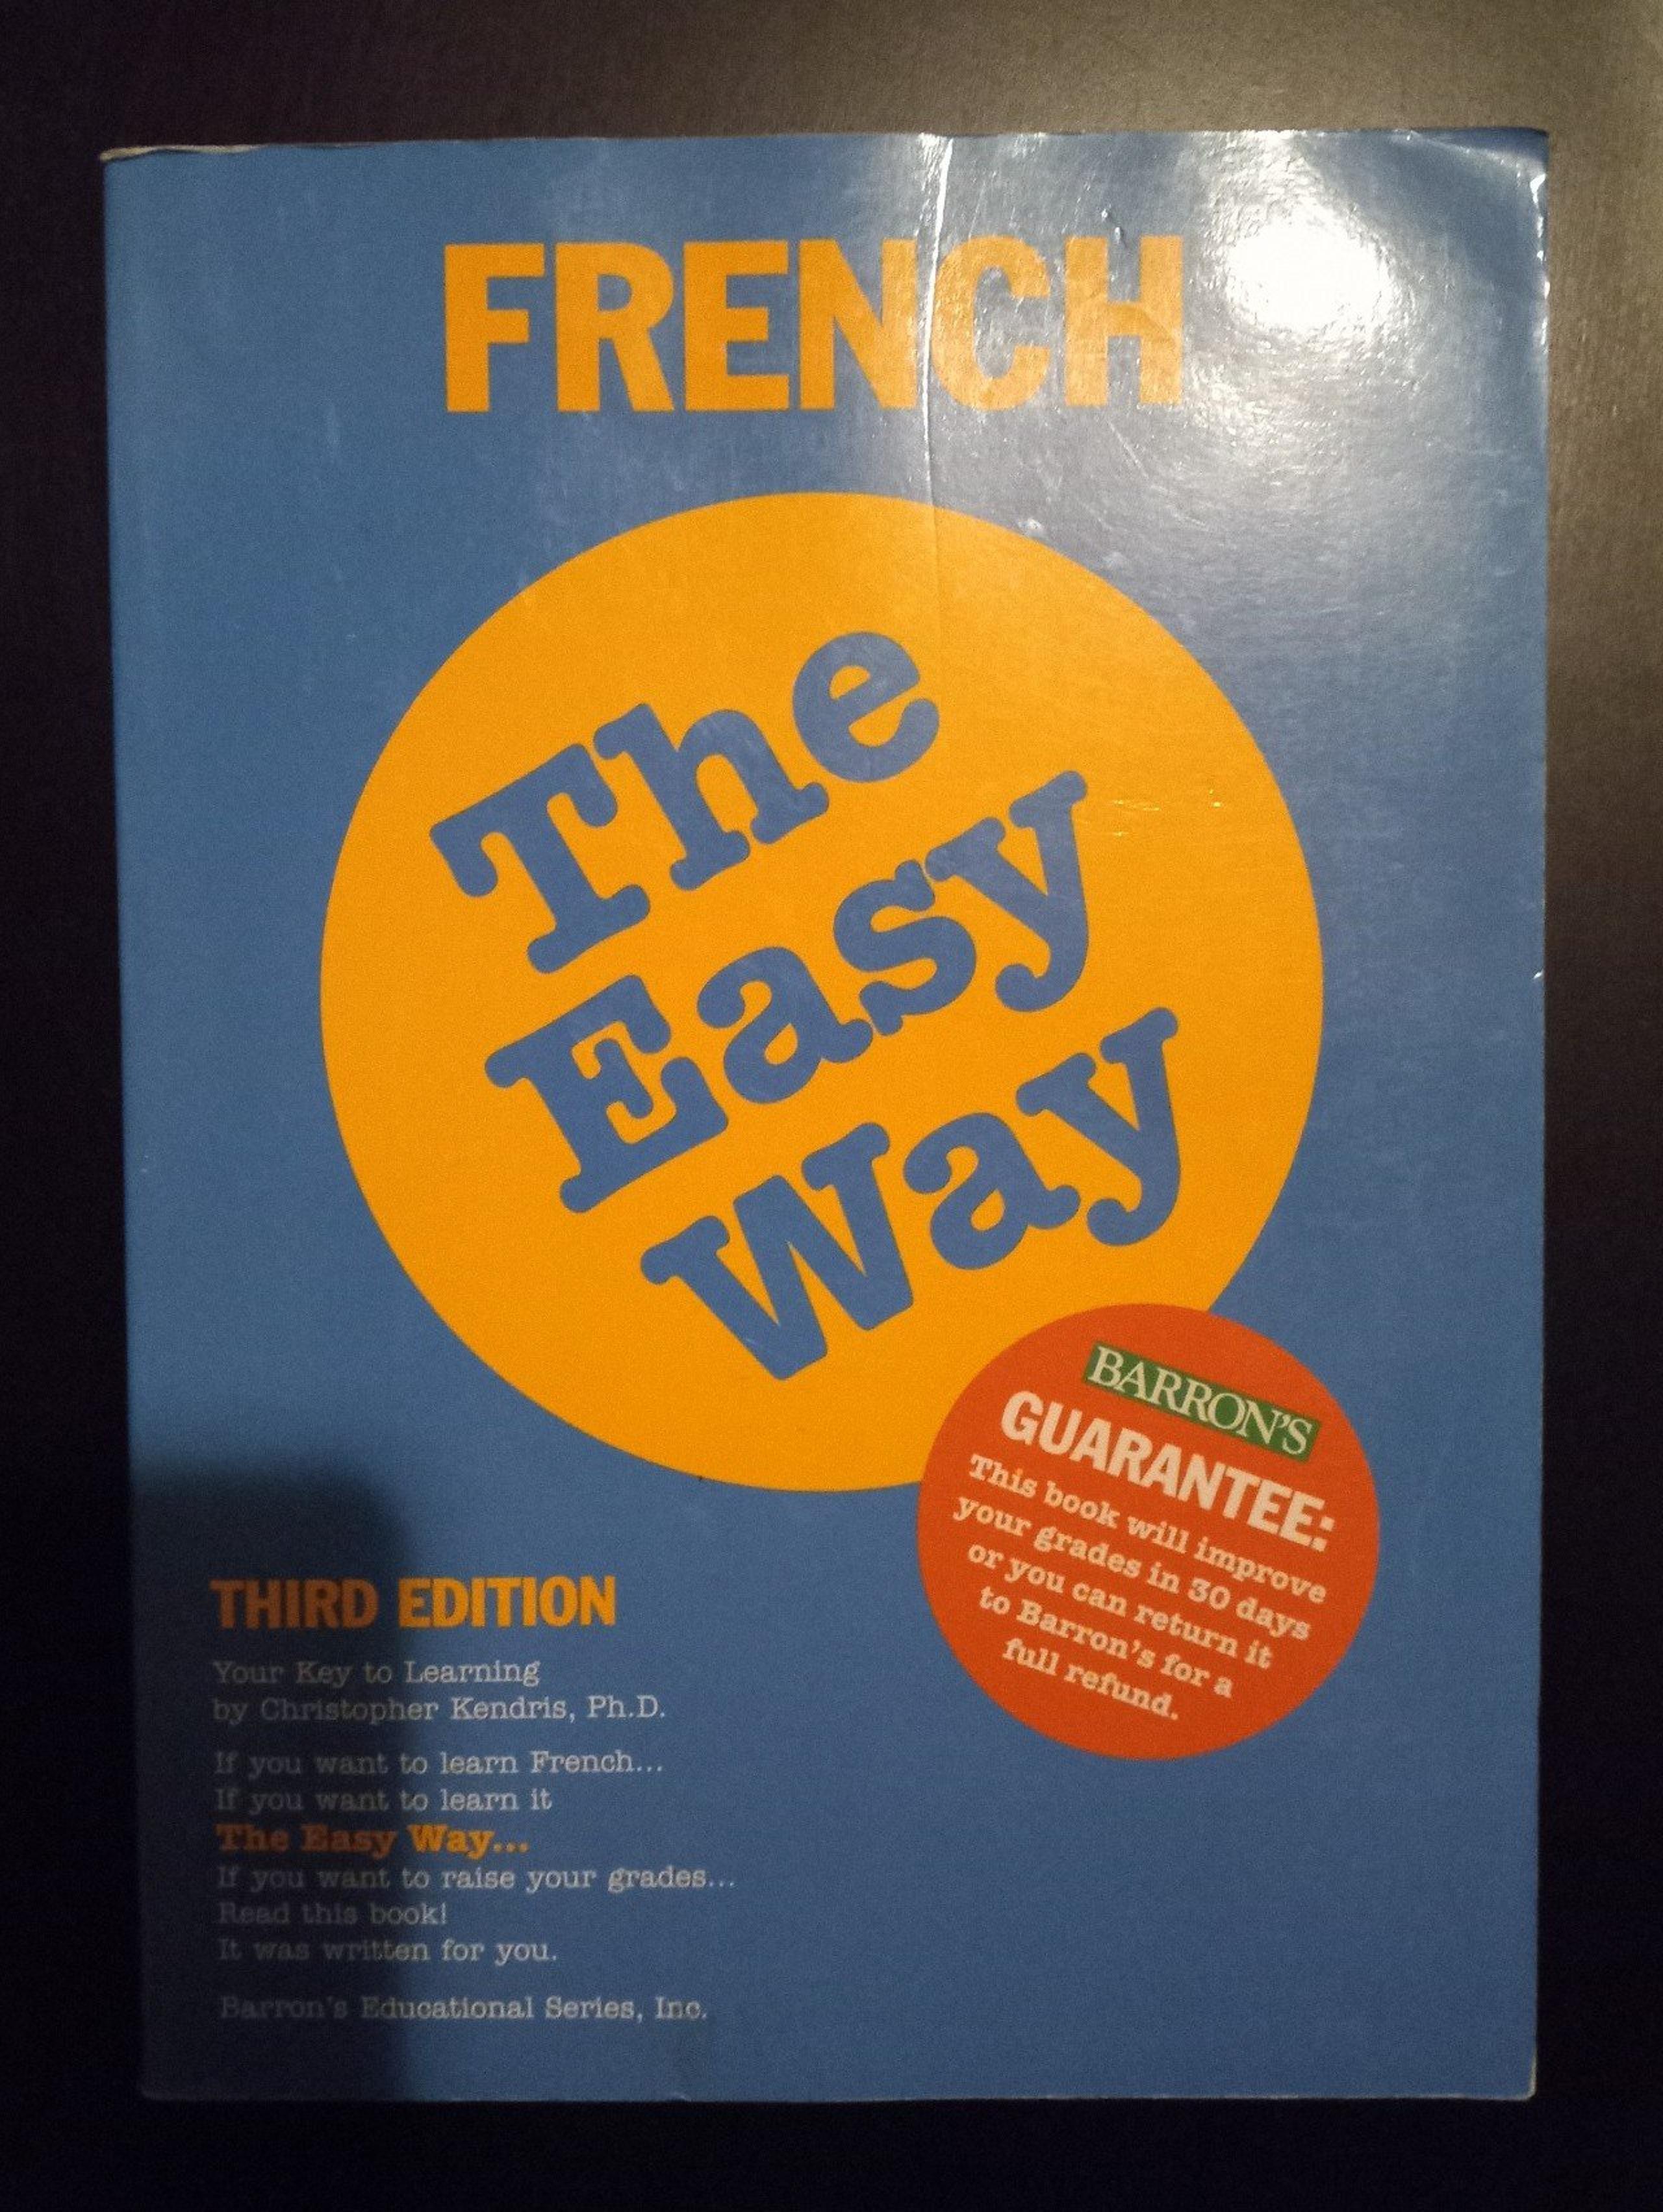 FRENCH
The
Easy
Way
BARRON'S
GUARANTEE:
This book will improve
your grades in 30 days
or you can return it
to Barron's for a
full refund.
THIRD EDITION
Your Key to Learning
by Christopher Kendris, Ph.D.
If you want to learn French...
If you want to learn it
The Easy Way...
If you want to raise your grades...
Read this book!
It was written for you.
Barron's Educational Series, Inc.